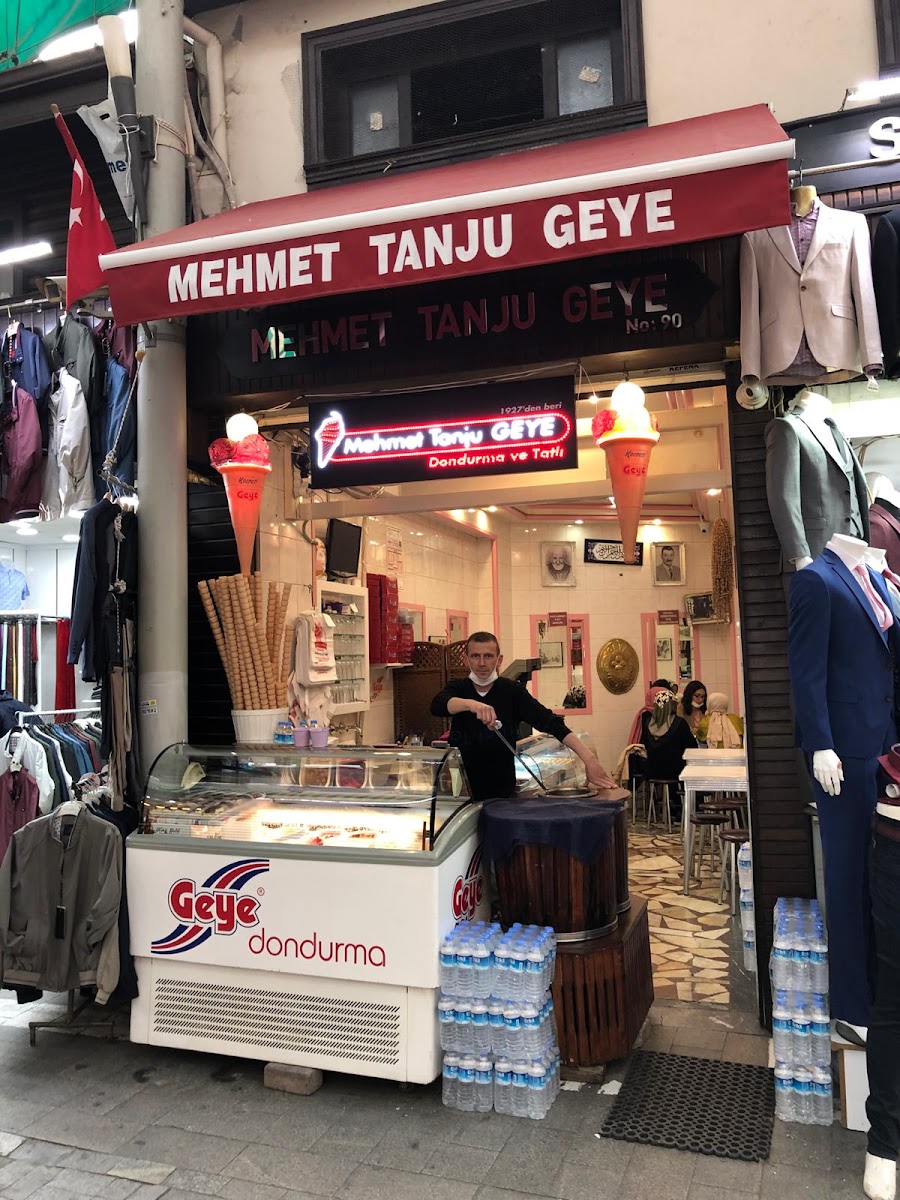 MEHMET TANJU GEYE
MEHMET TANJU GEYE
No: 90
1927'den beri
Mehmet Tanju GEYE
Dondurma ve Tatlı
Geye
Geye
S
KEPENK
Geye®
dondurma
Geye